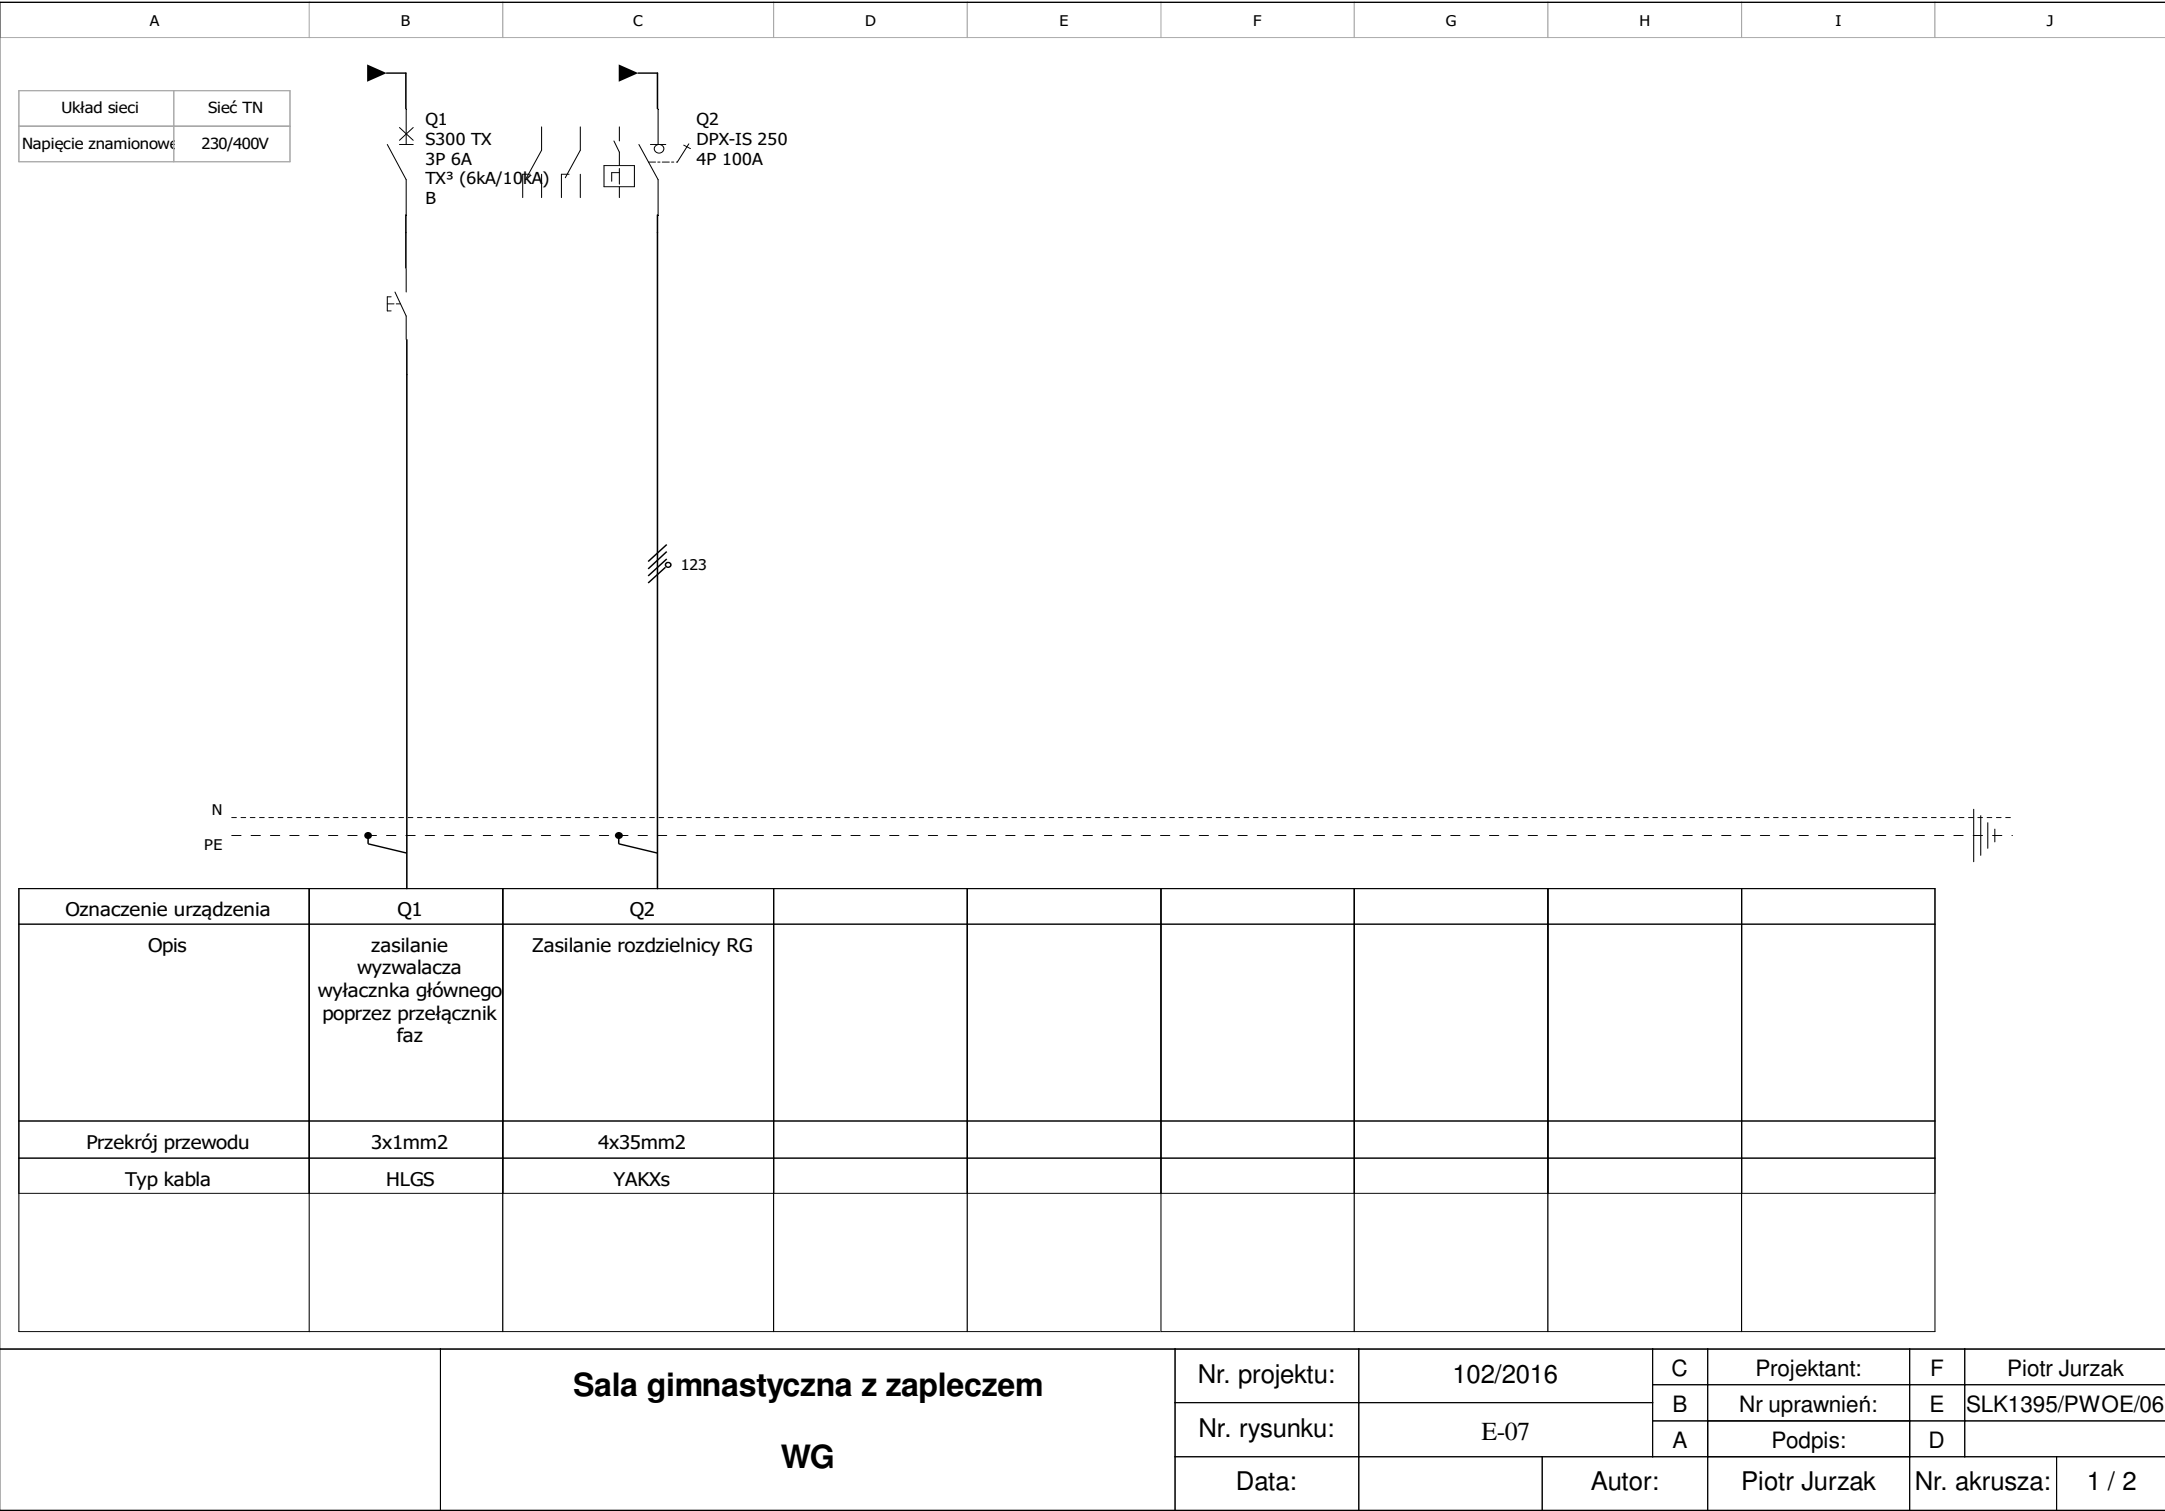 A B C D E F G H I J
Układ sieci Sieć TN
Napięcie znamionowe 230/400V
Q1
S300 TX
3P 6A
TX³ (6kA/10kA)
B
Q2
DPX-IS 250
4P 100A
123
N
PE
Oznaczenie urządzenia Q1 Q2
Opis zasilanie Zasilanie rozdzielnicy RG
wyzwalacza
wyłacznka głównego
poprzez przełącznik
faz
Przekrój przewodu 3x1mm2 4x35mm2
Typ kabla HLGS YAKXs
Sala gimnastyczna z zapleczem
WG
Nr. projektu: 102/2016
Nr. rysunku: E-07
C Projektant: F Piotr Jurzak
B Nr uprawnień: E SLK1395/PWOE/06
A Podpis: D
Data: Autor: Piotr Jurzak Nr. akrusza: 1 / 2